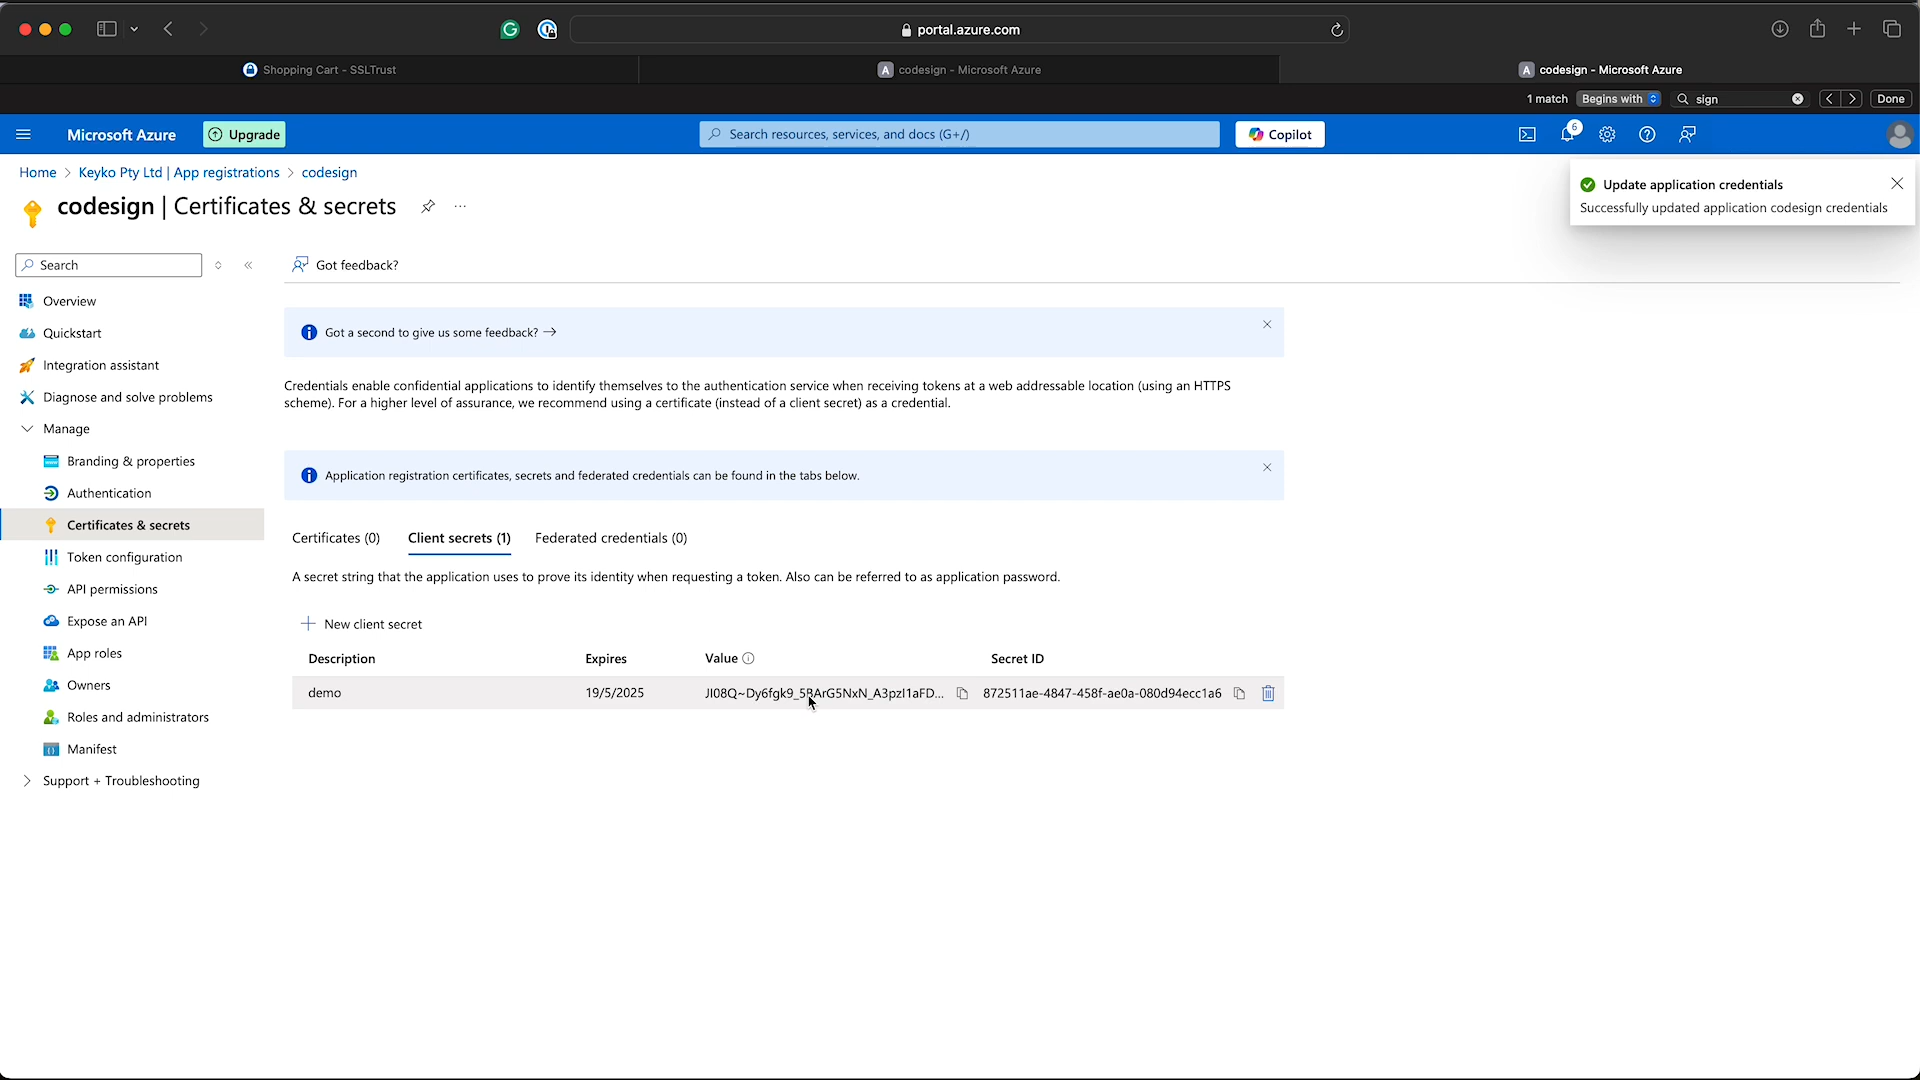 portal.azure.com
Shopping Cart - SSLTrust
codesign - Microsoft Azure
codesign - Microsoft Azure
1 match
Begins with
sign
Done
Microsoft Azure
Upgrade
Search resources, services, and docs (G+/)
Copilot
6
Home > Keyko Pty Ltd | App registrations > codesign
codesign | Certificates & secrets
...
Update application credentials
Successfully updated application codesign credentials
Search
Got feedback?
Overview
Quickstart
Integration assistant
Diagnose and solve problems
Manage
Branding & properties
Authentication
Certificates & secrets
Token configuration
API permissions
Expose an API
App roles
Owners
Roles and administrators
Manifest
Support + Troubleshooting
Got a second to give us some feedback? →
Credentials enable confidential applications to identify themselves to the authentication service when receiving tokens at a web addressable location (using an HTTPS
scheme). For a higher level of assurance, we recommend using a certificate (instead of a client secret) as a credential.
Application registration certificates, secrets and federated credentials can be found in the tabs below.
Certificates (0)
Client secrets (1)
Federated credentials (0)
A secret string that the application uses to prove its identity when requesting a token. Also can be referred to as application password.
New client secret
Description
Expires
Value
Secret ID
demo
19/5/2025
872511ae-4847-458f-ae0a-080d94ecc1a6